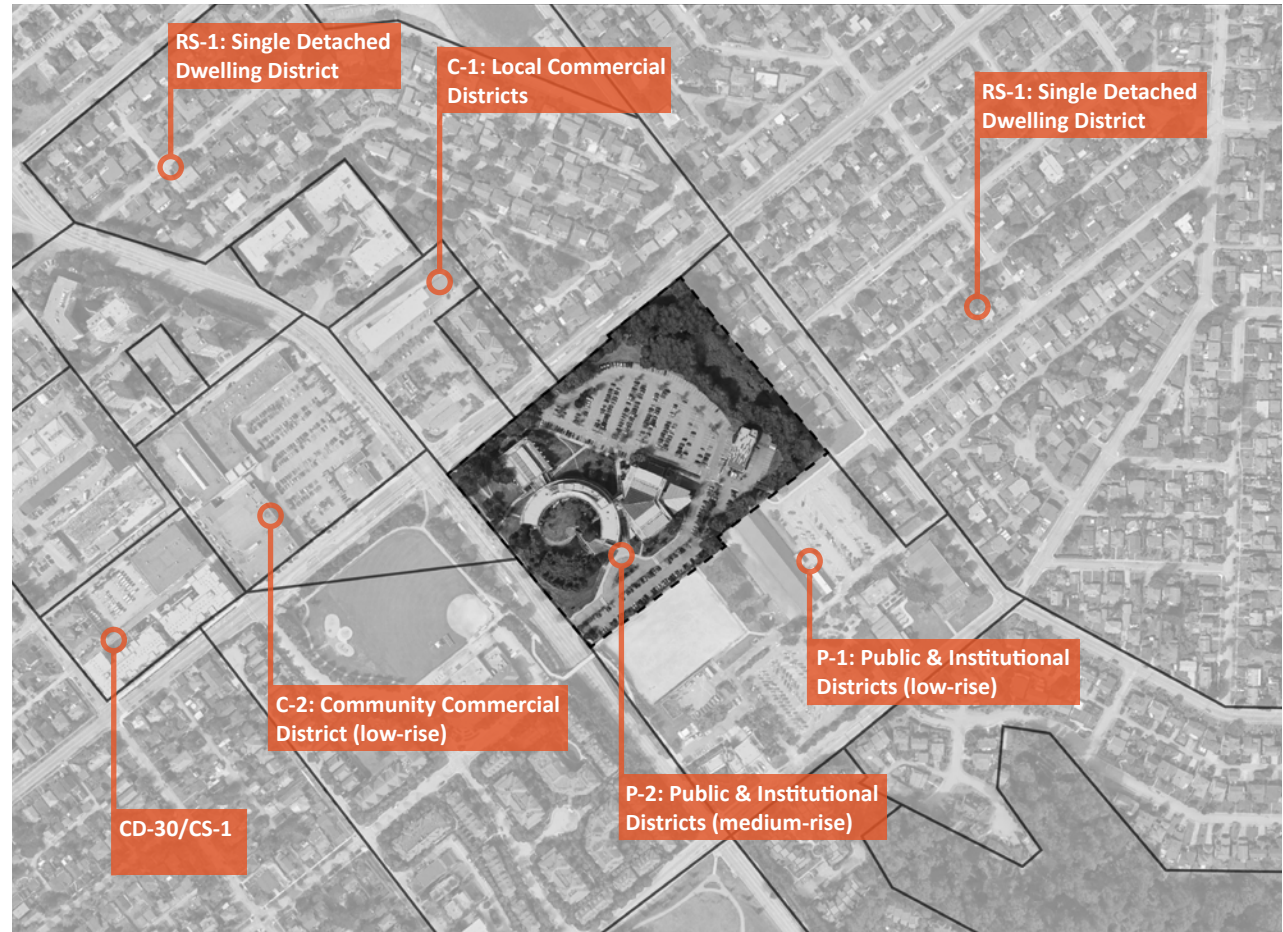 RS-1: Single Detached
Dwelling District
C-1: Local Commercial
Districts
RS-1: Single Detached
Dwelling District
P-1: Public & Institutional
Districts (low-rise)
C-2: Community Commercial
District (low-rise)
P-2: Public & Institutional
Districts (medium-rise)
CD-30/CS-1